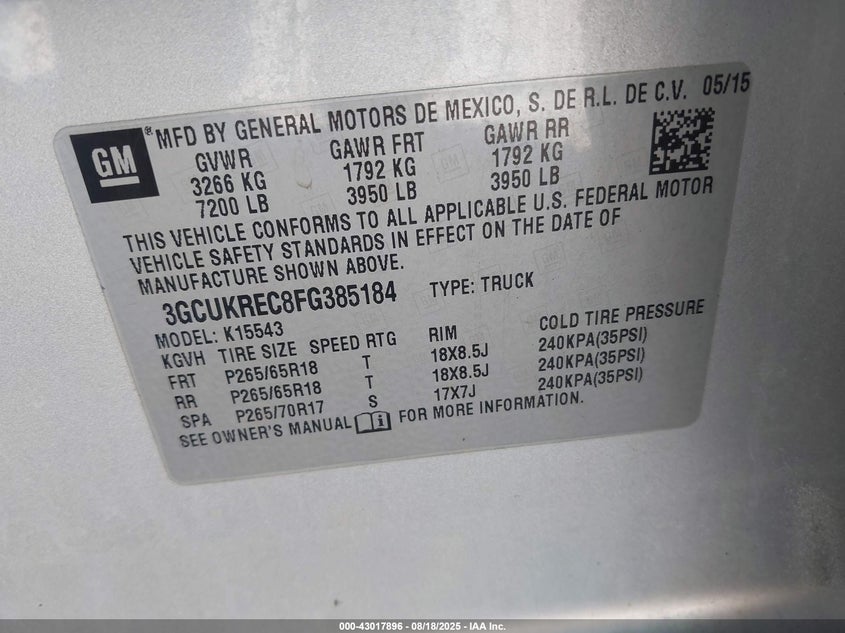 GM
® MFD BY GENERAL MOTORS DE MEXICO, S. DE R.L. DE C.V. 05/15
GVWR GAWR FRT GAWR RR
3266 KG 1792 KG 1792 KG
7200 LB 3950 LB 3950 LB
THIS VEHICLE CONFORMS TO ALL APPLICABLE U.S. FEDERAL MOTOR
VEHICLE SAFETY STANDARDS IN EFFECT ON THE DATE OF
MANUFACTURE SHOWN ABOVE.
3GCUKREC8FG385184 TYPE: TRUCK
MODEL: K15543
KGVH TIRE SIZE SPEED RTG RIM COLD TIRE PRESSURE
FRT P265/65R18 T 18X8.5J 240KPA(35PSI)
RR P265/65R18 T 18X8.5J 240KPA(35PSI)
SPA P265/70R17 S 17X7J 240KPA(35PSI)
SEE OWNER'S MANUAL FOR MORE INFORMATION.
000-43017896 - 08/18/2025 - IAA Inc.